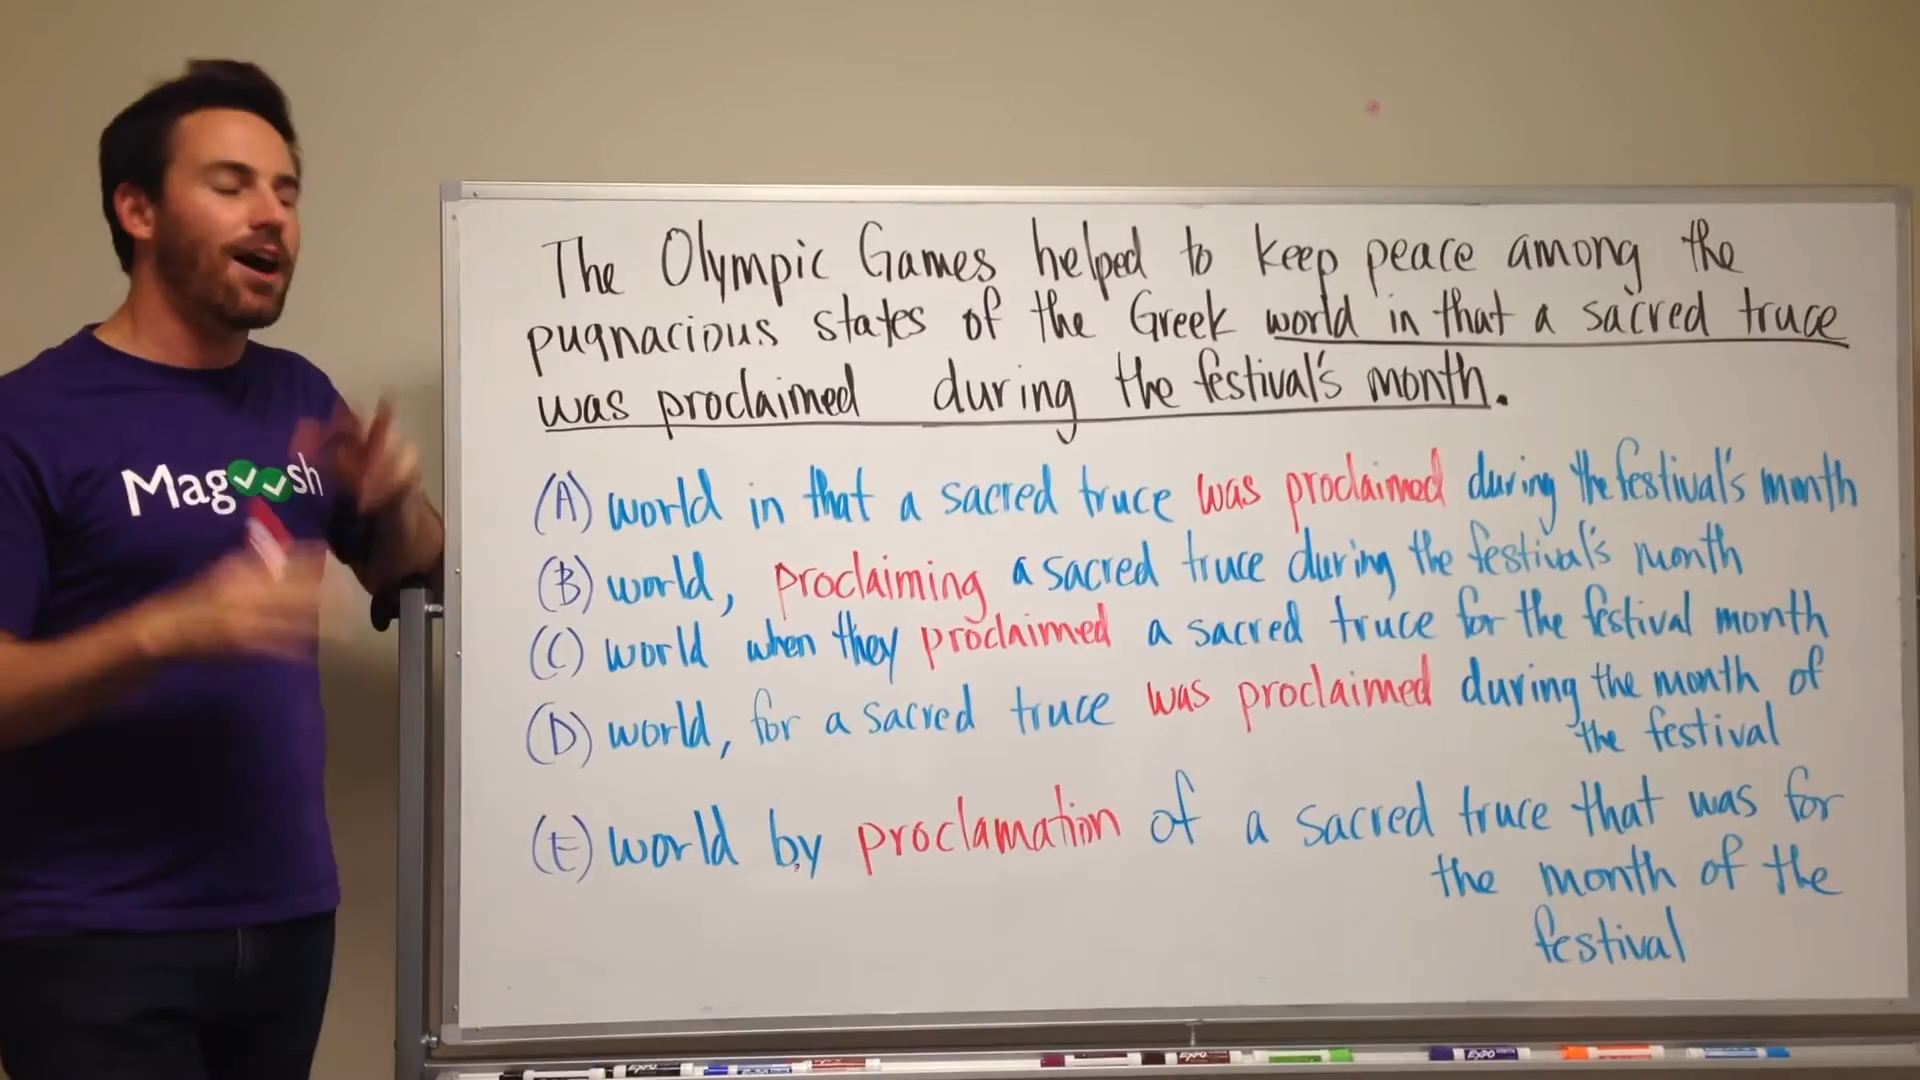 Magoosh
The Olympic Games helped to keep peace among the
pugnacious states of the Greek world in that a sacred truce
was proclaimed during the festival's month.
(A) world in that a sacred truce was proclaimed during the festival's month
(B) world, proclaiming a sacred truce during the festival's month
(C) world when they proclaimed a sacred truce for the festival month
(D) world, for a sacred truce was proclaimed during the month of
the festival
(E) world by proclamation of a sacred truce that was for
the month of the
festival
EXPO EXPO EXPO